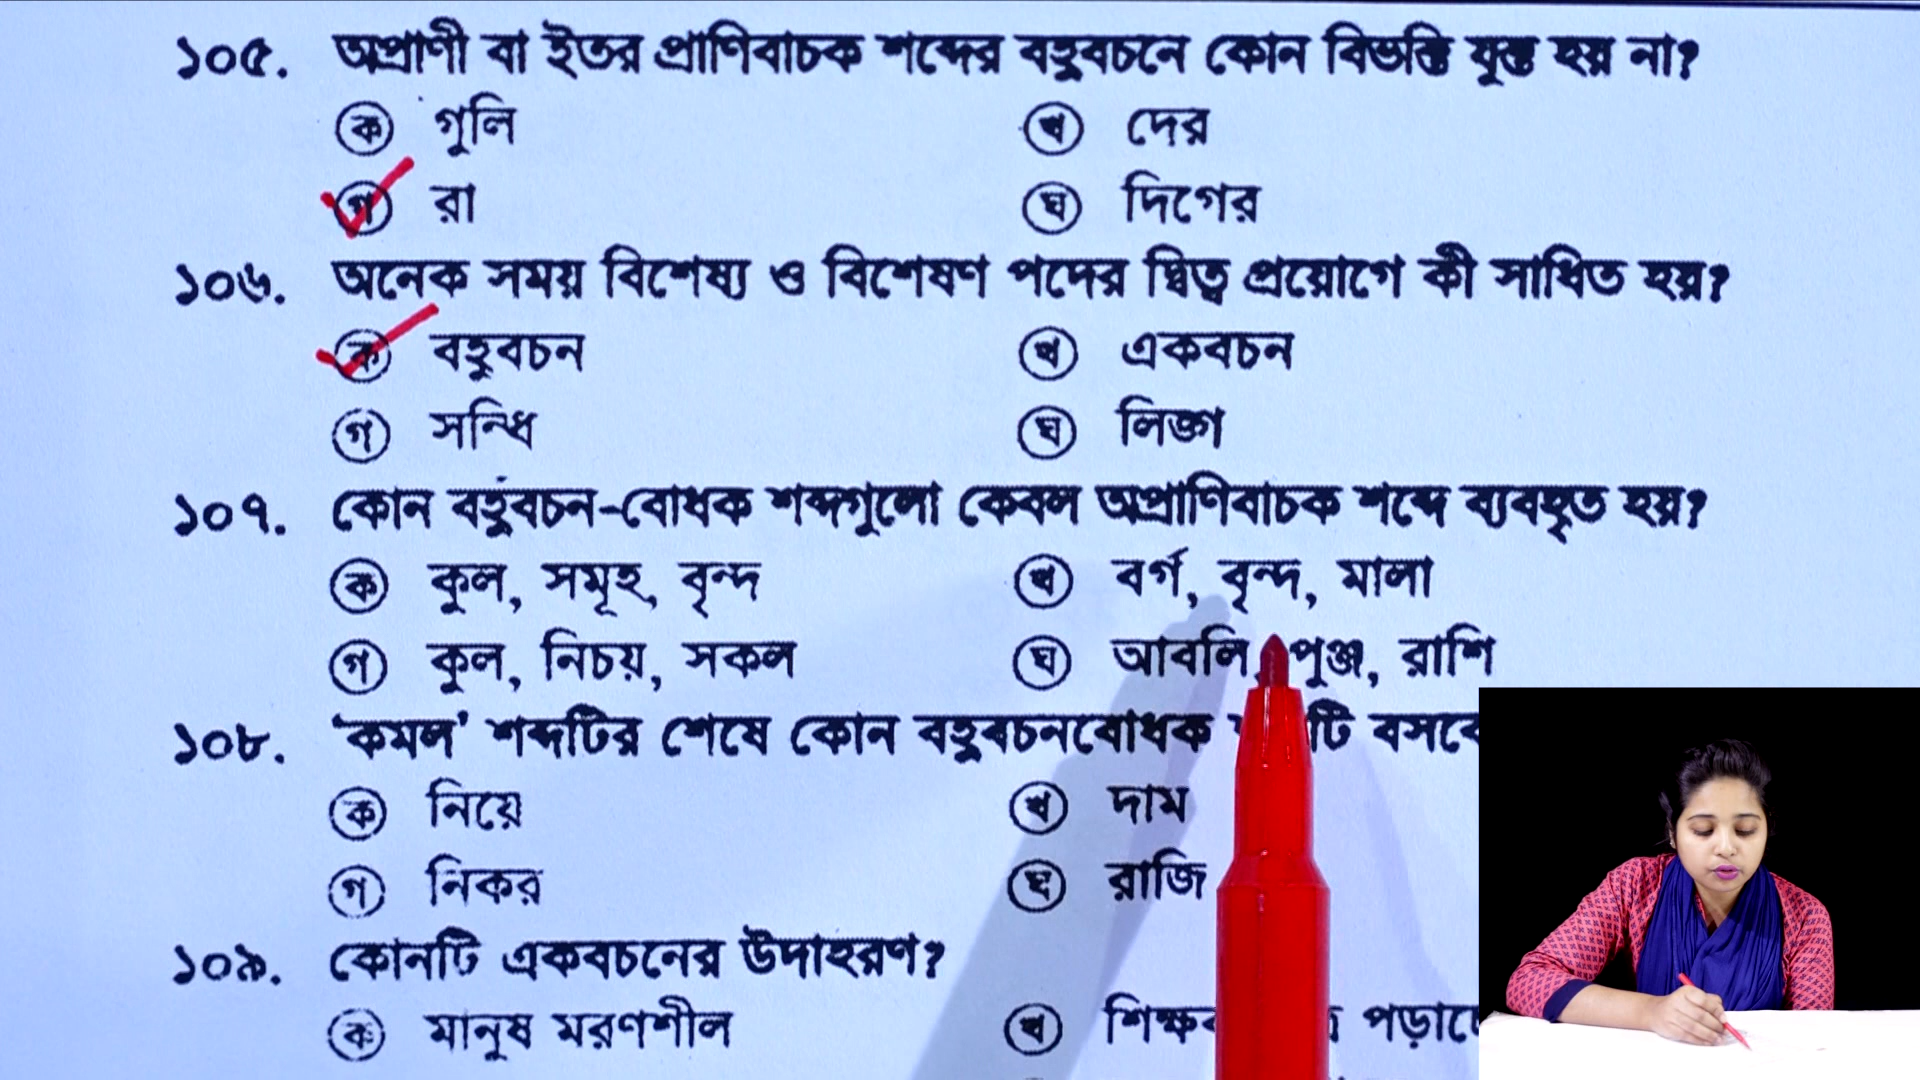 ১০৫. অপ্রাণী বা ইতর প্রাণিবাচক শব্দের বহুবচনে কোন বিভক্তি যুক্ত হয় না?
ক গুলি খ দের
গ রা ঘ দিগের
১০৬. অনেক সময় বিশেষ্য ও বিশেষণ পদের দ্বিত্ব প্রয়োগে কী সাধিত হয়?
ক বহুবচন খ একবচন
গ সন্ধি ঘ লিঙ্গ
১০৭. কোন বহুবচন-বোধক শব্দগুলো কেবল অপ্রাণিবাচক শব্দে ব্যবহৃত হয়?
ক কুল, সমূহ, বৃন্দ খ বর্গ, বৃন্দ, মালা
গ কুল, নিচয়, সকল ঘ আবলি, পুঞ্জ, রাশি
১০৮. 'কমল' শব্দটির শেষে কোন বহুবচনবোধক
ক নিয়ে খ দাম
গ নিকর ঘ রাজি
১০৯. কোনটি একবচনের উদাহরণ?
ক মানুষ মরণশীল খ